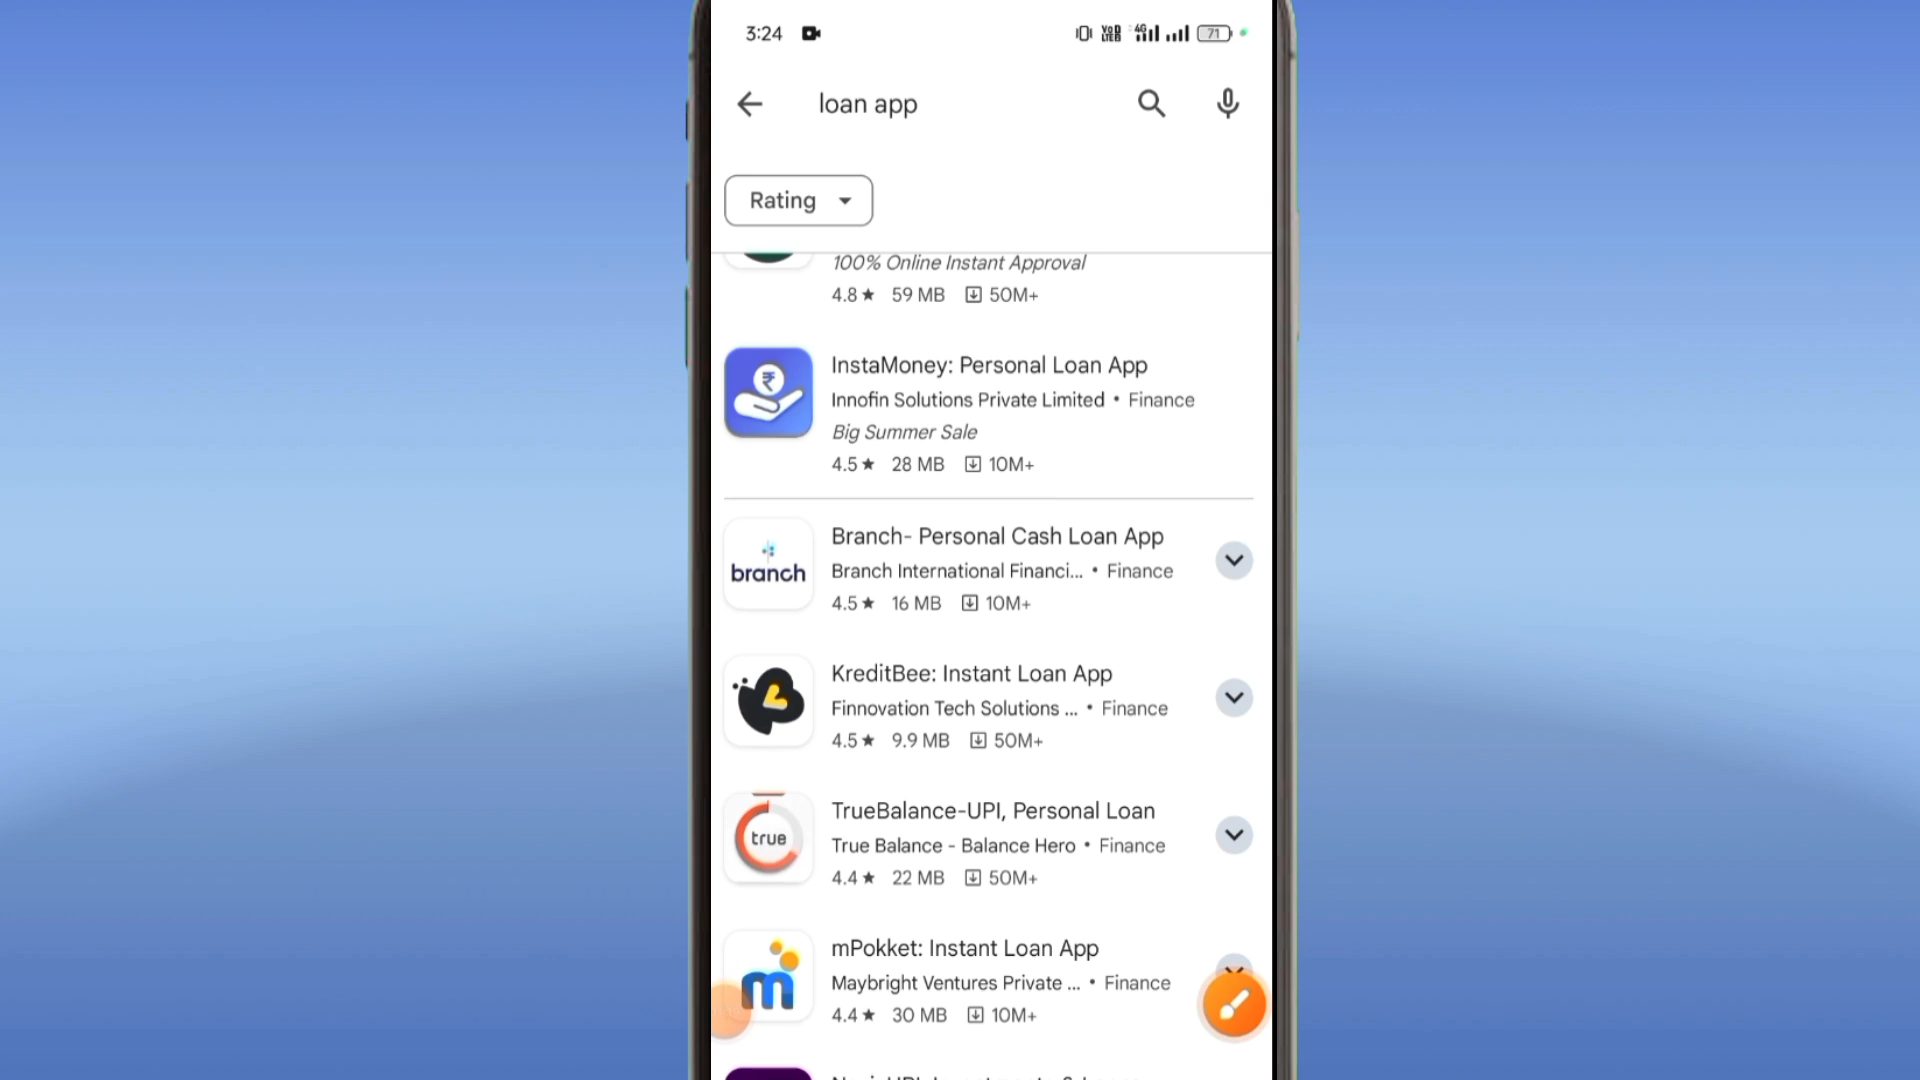 3:24
VoD
LTE
4G
71
loan app
Rating
100% Online Instant Approval
4.8★ 59 MB 50M+
₹
InstaMoney: Personal Loan App
Innofin Solutions Private Limited • Finance
Big Summer Sale
4.5★ 28 MB 10M+
branch
Branch- Personal Cash Loan App
Branch International Financi... • Finance
4.5★ 16 MB 10M+
KreditBee: Instant Loan App
Finnovation Tech Solutions ... • Finance
4.5★ 9.9 MB 50M+
true
TrueBalance-UPI, Personal Loan
True Balance - Balance Hero • Finance
4.4★ 22 MB 50M+
m
mPokket: Instant Loan App
Maybright Ventures Private ... • Finance
4.4★ 30 MB 10M+